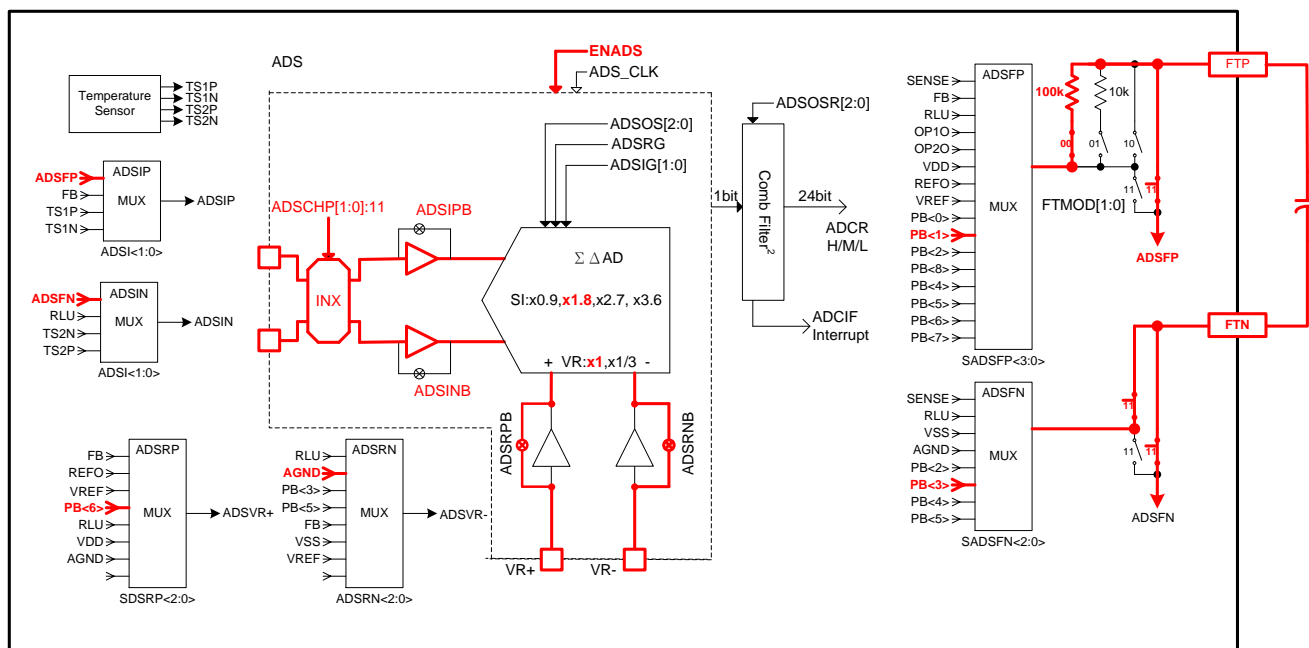 ADS
ENADS
ADS_CLK
Temperature
Sensor
TS1P
TS1N
TS2P
TS2N
ADSIP
MUX
ADSFP
FB
TS1P
TS1N
ADSIP
ADSI<1:0>
ADSIN
MUX
ADSFN
RLU
TS2N
TS2P
ADSIN
ADSI<1:0>
ADSRP
MUX
FB
REFO
VREF
PB<6>
RLU
VDD
AGND
ADSVR+
SDSRP<2:0>
ADSRN
MUX
RLU
AGND
PB<3>
PB<5>
FB
VSS
VREF
ADSVR-
ADSRN<2:0>
ADSCHP[1:0]:11
INX
ADSIPB
ADSINB
ADSOS[2:0]
ADSRG
ADSIG[1:0]
Σ Δ AD
SI:x0.9,x1.8,x2.7, x3.6
+ VR:x1,x1/3 -
ADSRPB
ADSRNB
VR+
VR-
1bit
ADSOSR[2:0]
Comb Filter²
24bit
ADCR
H/M/L
ADCIF
Interrupt
ADSFP
MUX
SENSE
FB
RLU
OP1O
OP2O
VDD
REFO
VREF
PB<0>
PB<1>
PB<2>
PB<8>
PB<4>
PB<5>
PB<6>
PB<7>
SADSFP<3:0>
100k
10k
00
01
10
11
11
FTMOD[1:0]
ADSFP
FTP
ADSFN
MUX
SENSE
RLU
VSS
AGND
PB<2>
PB<3>
PB<4>
PB<5>
SADSFN<2:0>
11
11
11
ADSFN
FTN